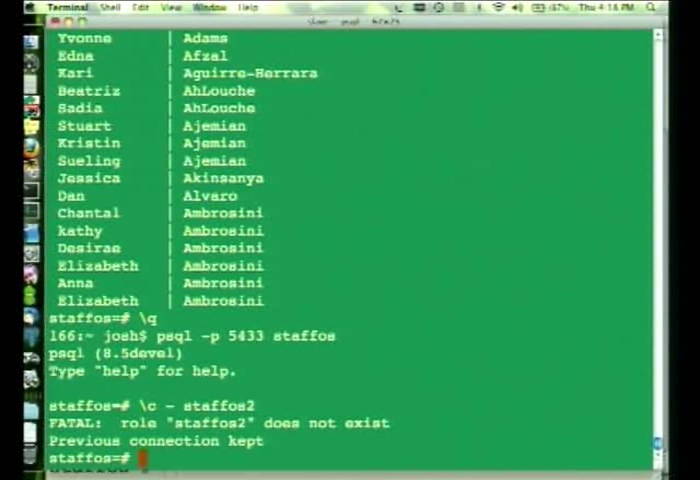 Terminal Shell Edit View Window Help Thu 4:18 PM
Yvonne | Adams
Edna | Afzal
Kari | Aguirre-Herrara
Beatriz | AhLouche
Sadia | AhLouche
Stuart | Ajemian
Kristin | Ajemian
Sueling | Ajemian
Jessica | Akinsanya
Dan | Alvaro
Chantal | Ambrosini
kathy | Ambrosini
Desirae | Ambrosini
Elizabeth | Ambrosini
Anna | Ambrosini
Elizabeth | Ambrosini
staffos=# \q
166:~ josh$ psql -p 5433 staffos
psql (8.5devel)
Type "help" for help.
staffos=# \c - staffos2
FATAL: role "staffos2" does not exist
Previous connection kept
staffos=#